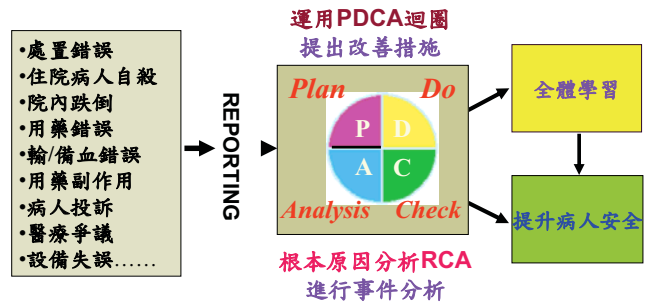 •處置錯誤
•住院病人自殺
•院內跌倒
•用藥錯誤
•輸/備血錯誤
•用藥副作用
•病人投訴
•醫療爭議
•設備失誤……
REPORTING
運用PDCA迴圈
提出改善措施
Plan Do
P D
A C
Analysis Check
根本原因分析RCA
進行事件分析
全體學習
提升病人安全